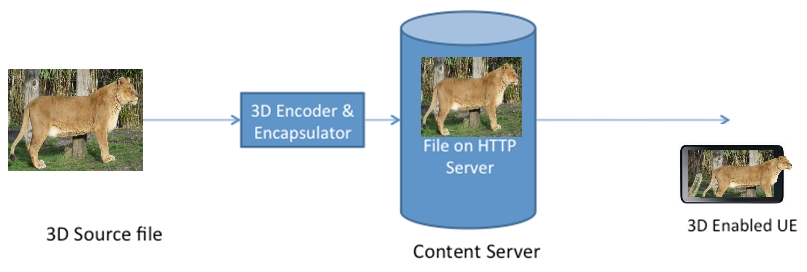 3D Encoder &
Encapsulator
File on HTTP
Server
3D Source file
Content Server
3D Enabled UE